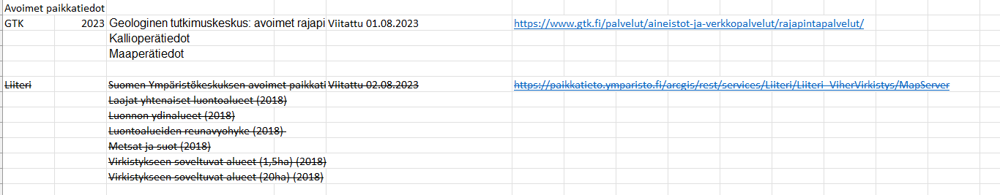 Avoimet paikkatiedot
GTK 2023 Geologinen tutkimuskeskus: avoimet rajapi Viitattu 01.08.2023 https://www.gtk.fi/palvelut/aineistot-ja-verkkopalvelut/rajapintapalvelut/
Kallioperätiedot
Maaperätiedot
Liiteri Suomen Ympäristökeskuksen avoimet paikkati Viitattu 02.08.2023 https://paikkatieto.ymparisto.fi/arcgis/rest/services/Liiteri/Liiteri_ViherVirkistys/MapServer
Laajat yhtenaiset luontoalueet (2018)
Luonnon ydinalueet (2018)
Luontoalueiden reunavyohyke (2018)
Metsat ja suot (2018)
Virkistykseen soveltuvat alueet (1,5ha) (2018)
Virkistykseen soveltuvat alueet (20ha) (2018)